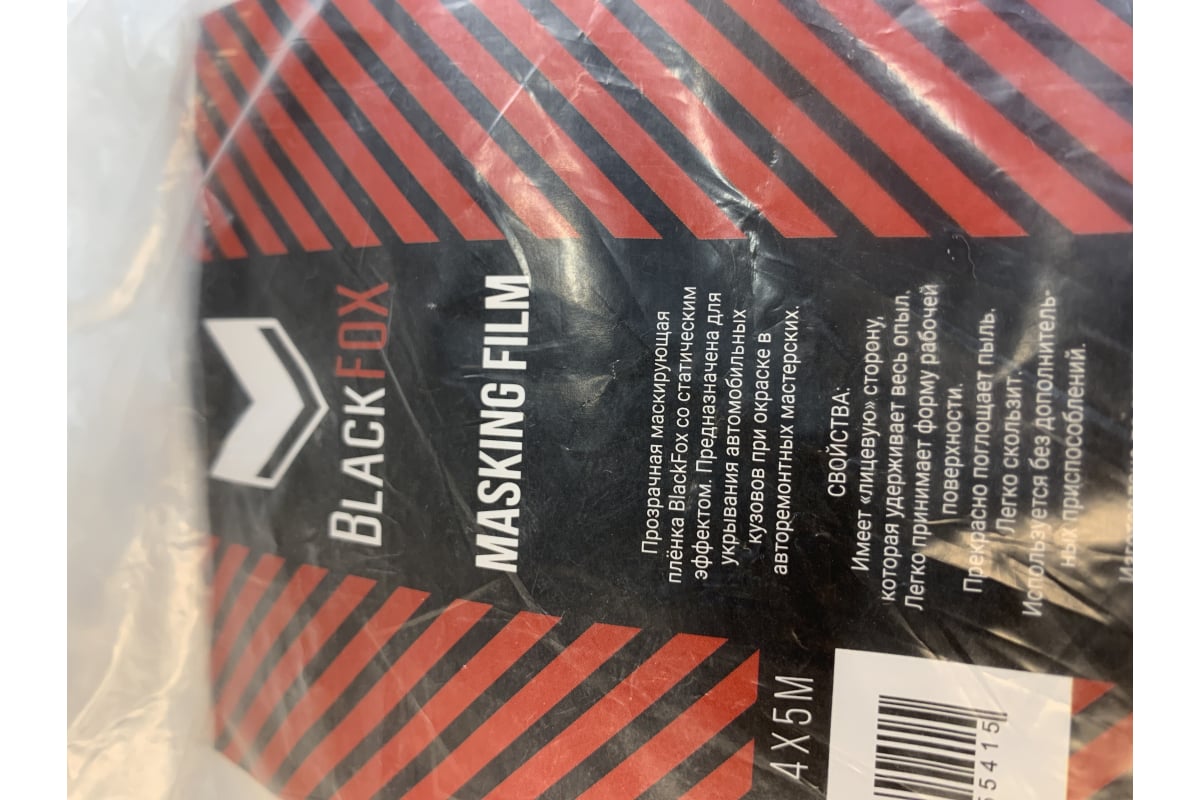 BLACKFOX
MASKING FILM
Прозрачная маскирующая
плёнка BlackFox со статическим
эффектом. Предназначена для
укрывания автомобильных
кузовов при окраске в
авторемонтных мастерских.
СВОЙСТВА:
Имеет «лицевую» сторону,
которая удерживает весь опыл.
Легко принимает форму рабочей
поверхности.
Прекрасно поглощает пыль.
Легко скользит.
Используется без дополнитель-
ных приспособлений.
4 X 5 М
55415